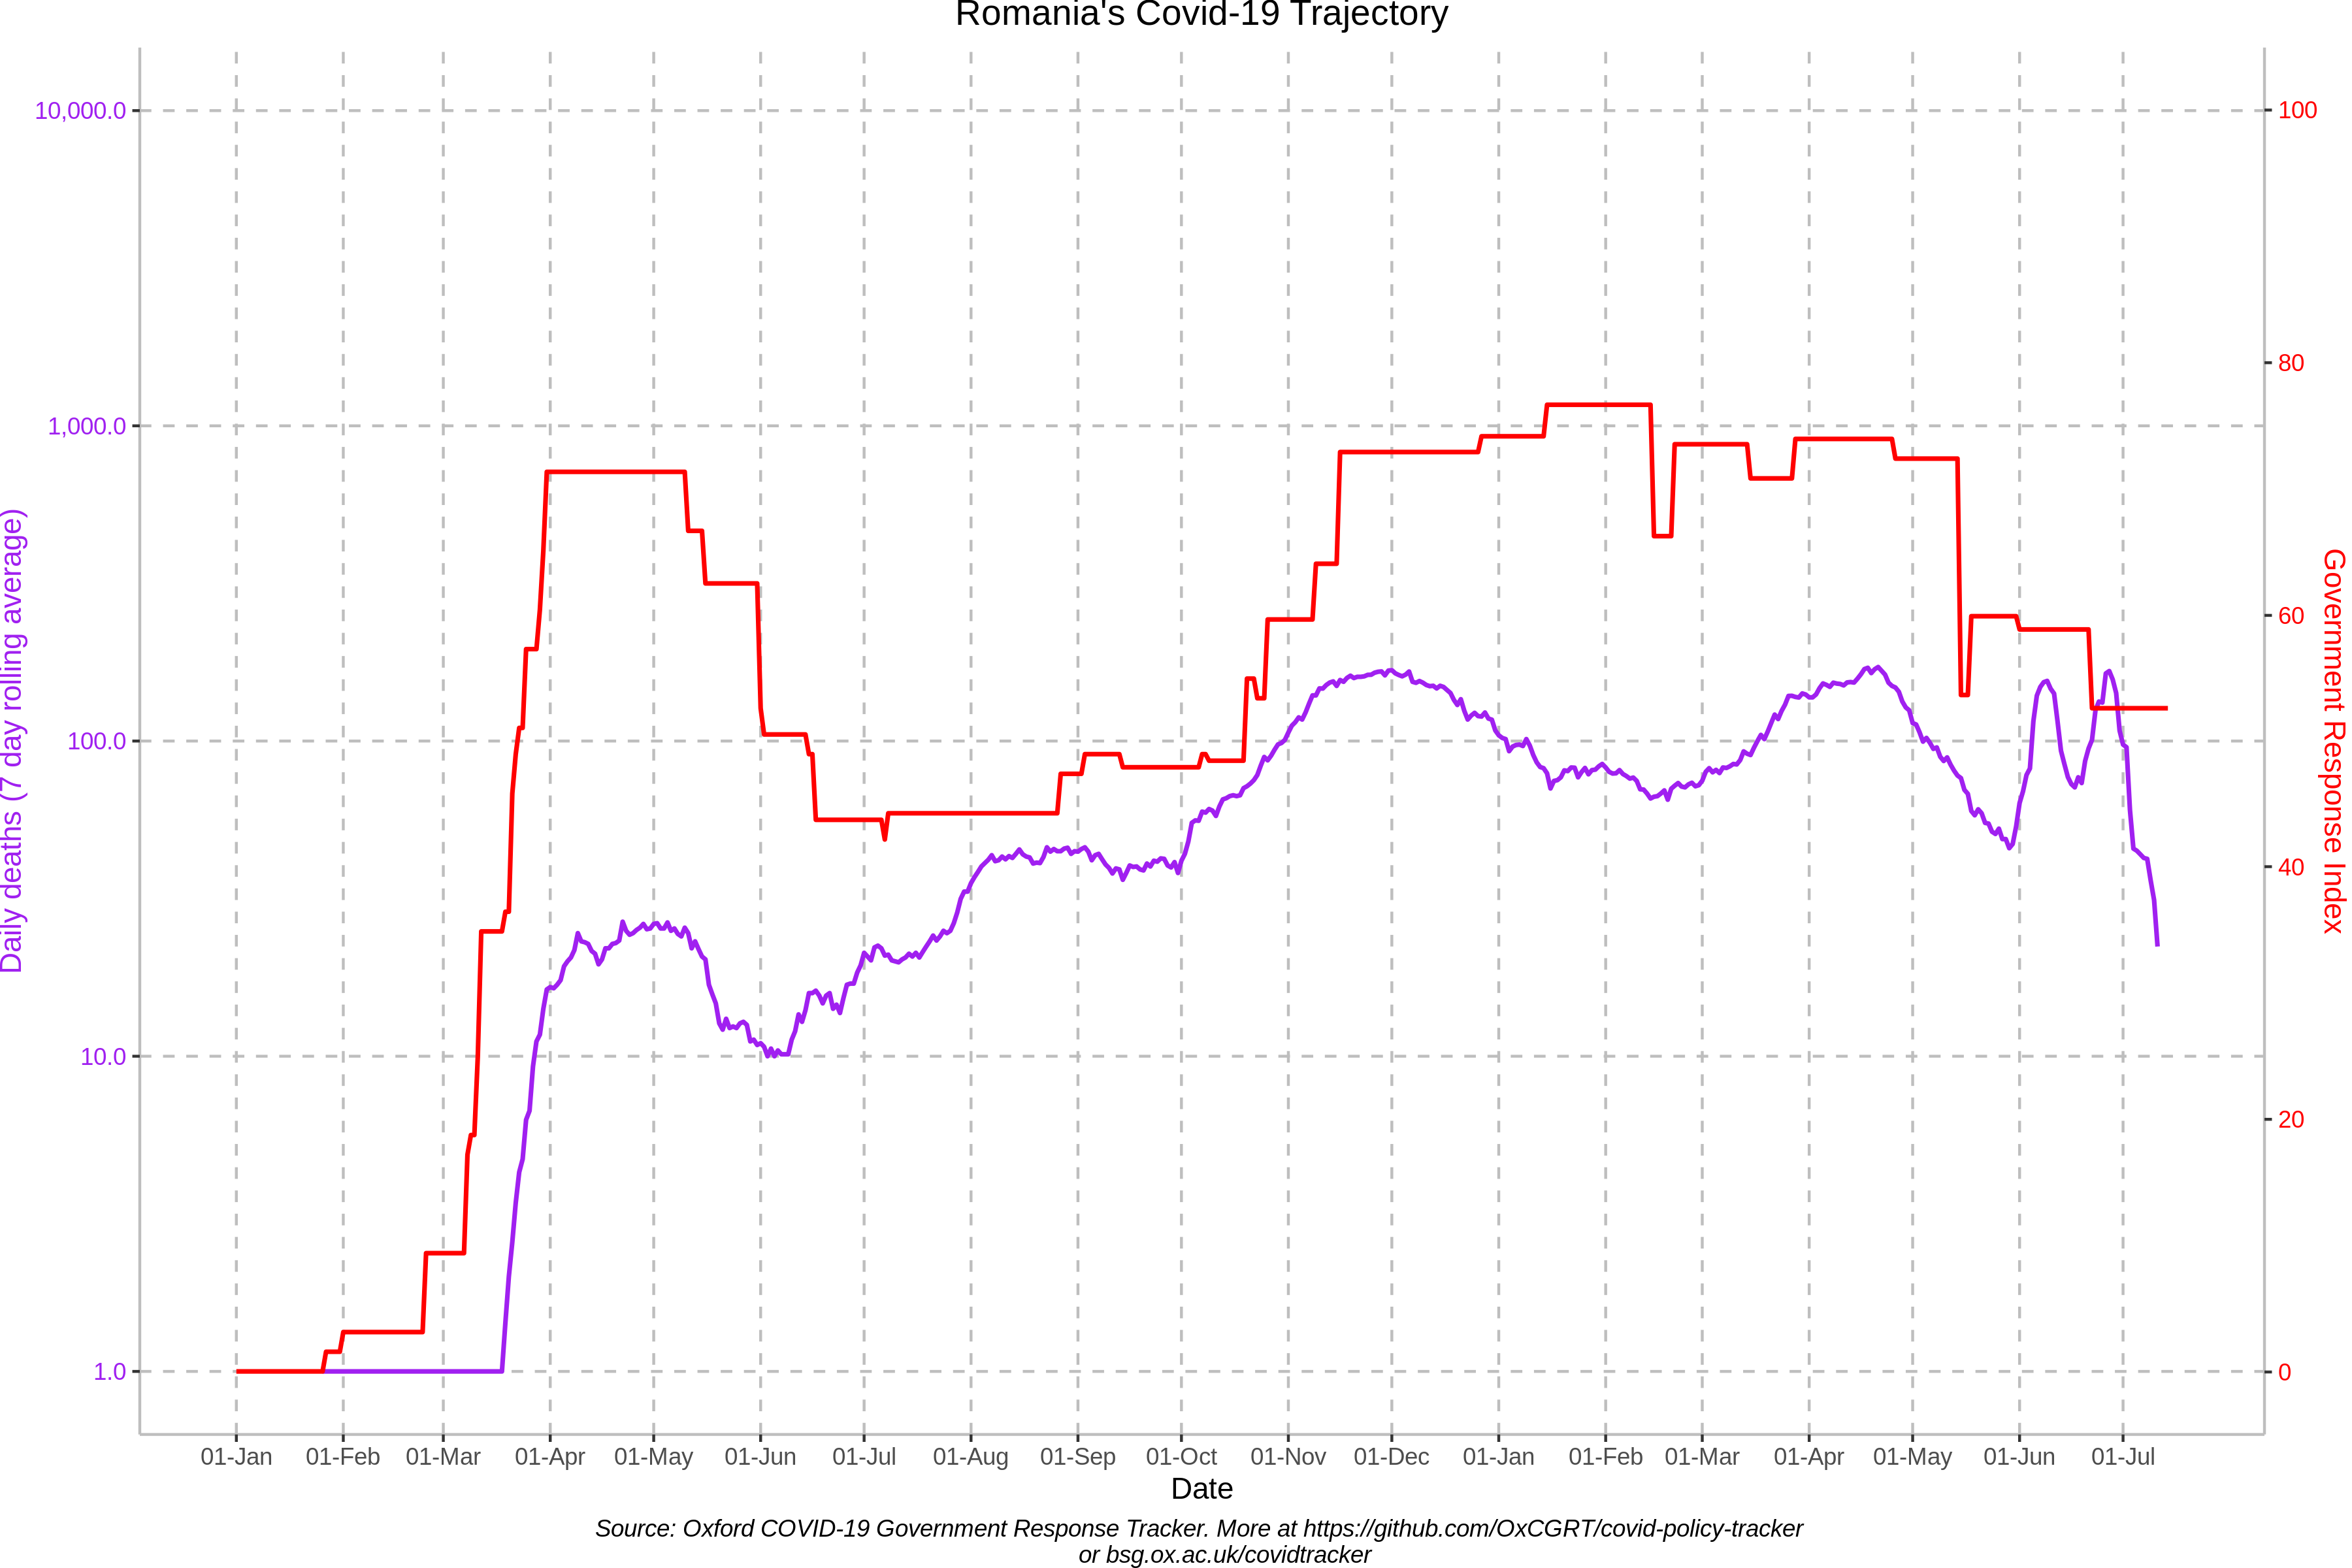 Romania's Covid-19 Trajectory
10,000.0
1,000.0
100.0
10.0
1.0
Daily deaths (7 day rolling average)
100
80
60
40
20
0
Government Response Index
01-Jan 01-Feb 01-Mar 01-Apr 01-May 01-Jun 01-Jul 01-Aug 01-Sep 01-Oct 01-Nov 01-Dec 01-Jan 01-Feb 01-Mar 01-Apr 01-May 01-Jun 01-Jul
Date
Source: Oxford COVID-19 Government Response Tracker. More at https://github.com/OxCGRT/covid-policy-tracker
or bsg.ox.ac.uk/covidtracker